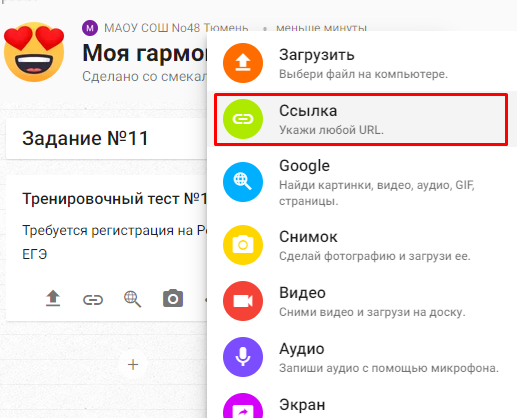 М МАОУ СОШ No48 Тюмень • меньше минуты
Моя гармо
Сделано со смекал
Задание №11
Тренировочный тест №1
Требуется регистрация на Р
ЕГЭ
Загрузить
Выбери файл на компьютере.
Ссылка
Укажи любой URL.
Google
Найди картинки, видео, аудио, GIF,
страницы.
Снимок
Сделай фотографию и загрузи ее.
Видео
Сними видео и загрузи на доску.
Аудио
Запиши аудио с помощью микрофона.
Экран